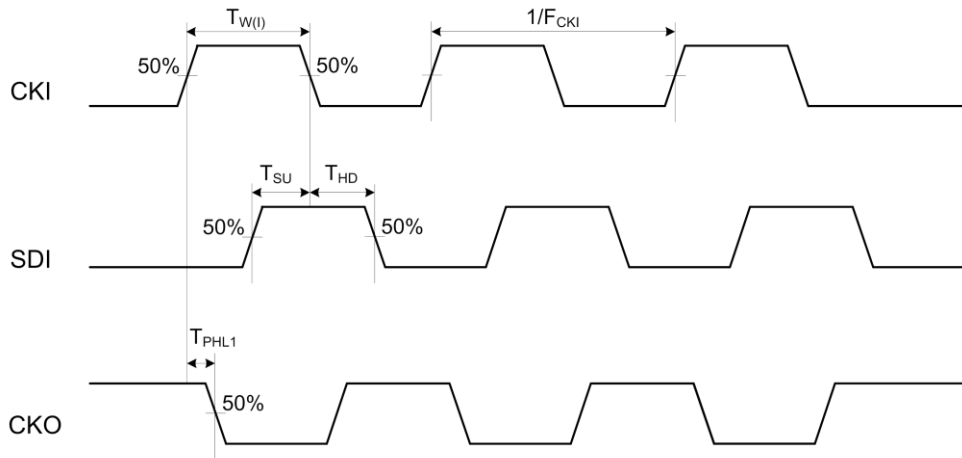 T_W(I)
1/F_CKI
50%
50%
CKI
T_SU
T_HD
50%
50%
SDI
T_PHL1
50%
CKO